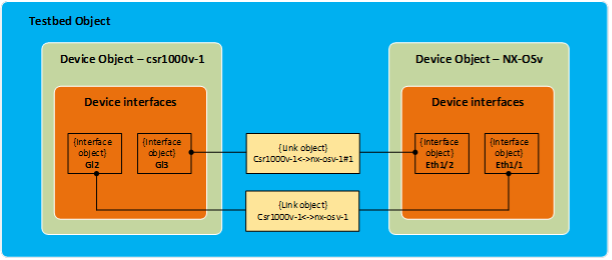 Testbed Object
Device Object – csr1000v-1
Device Object – NX-OSv
Device interfaces
Device interfaces
{Interface
object}
GI2
{Interface
object}
GI3
{Link object}
Csr1000v-1<->nx-osv-1#1
{Interface
object}
Eth1/2
{Interface
object}
Eth1/1
{Link object}
Csr1000v-1<->nx-osv-1